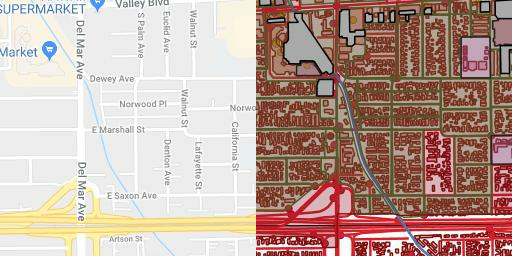 SUPERMARKET
Valley Blvd
Market
Del Mar Ave
S Palm Ave
Euclid Ave
Walnut St
Dewey Ave
Norwood Pl
Walnut St
Norwo
E Marshall St
Denton Ave
Lafayette St
California St
Del Mar Ave
E Saxon Ave
Artson St